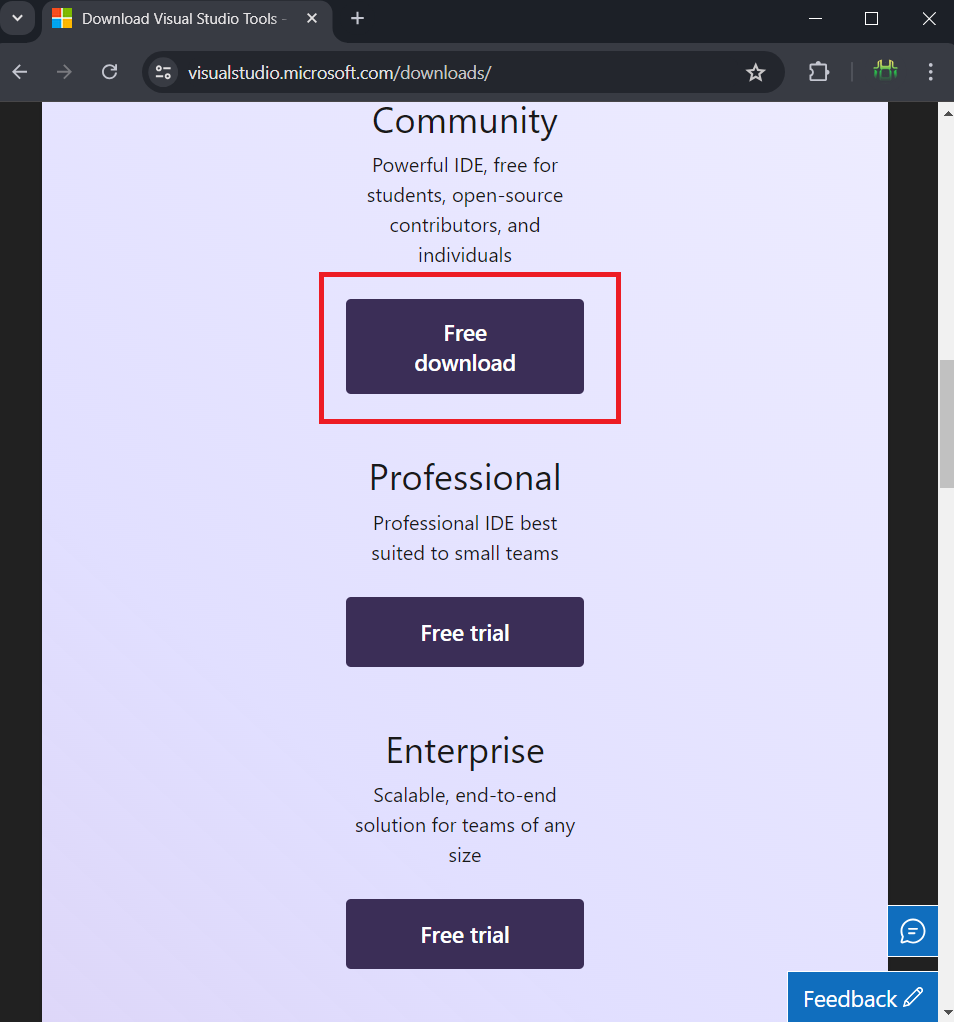 Download Visual Studio Tools -
visualstudio.microsoft.com/downloads/
Community
Powerful IDE, free for
students, open-source
contributors, and
individuals
Free
download
Professional
Professional IDE best
suited to small teams
Free trial
Enterprise
Scalable, end-to-end
solution for teams of any
size
Free trial
Feedback